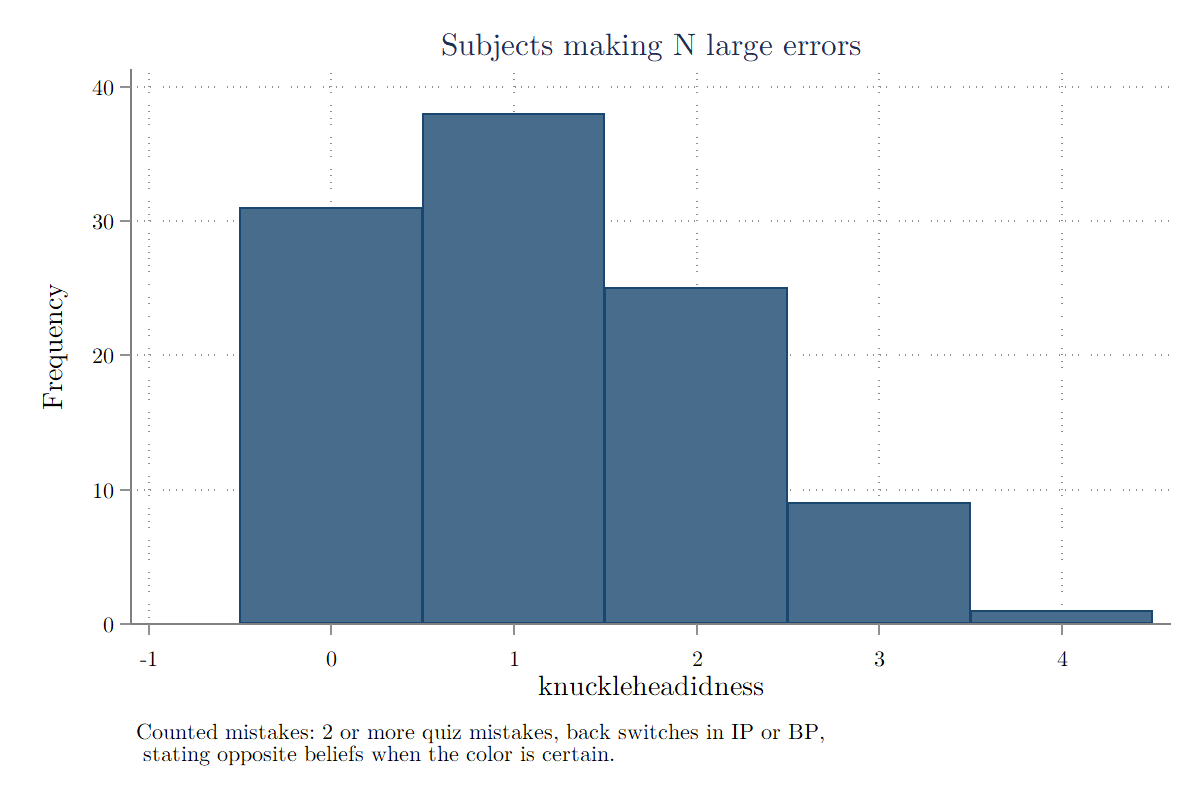 Subjects making N large errors
40
30
20
10
0
Frequency
-1 0 1 2 3 4
knuckleheadidness
Counted mistakes: 2 or more quiz mistakes, back switches in IP or BP,
stating opposite beliefs when the color is certain.